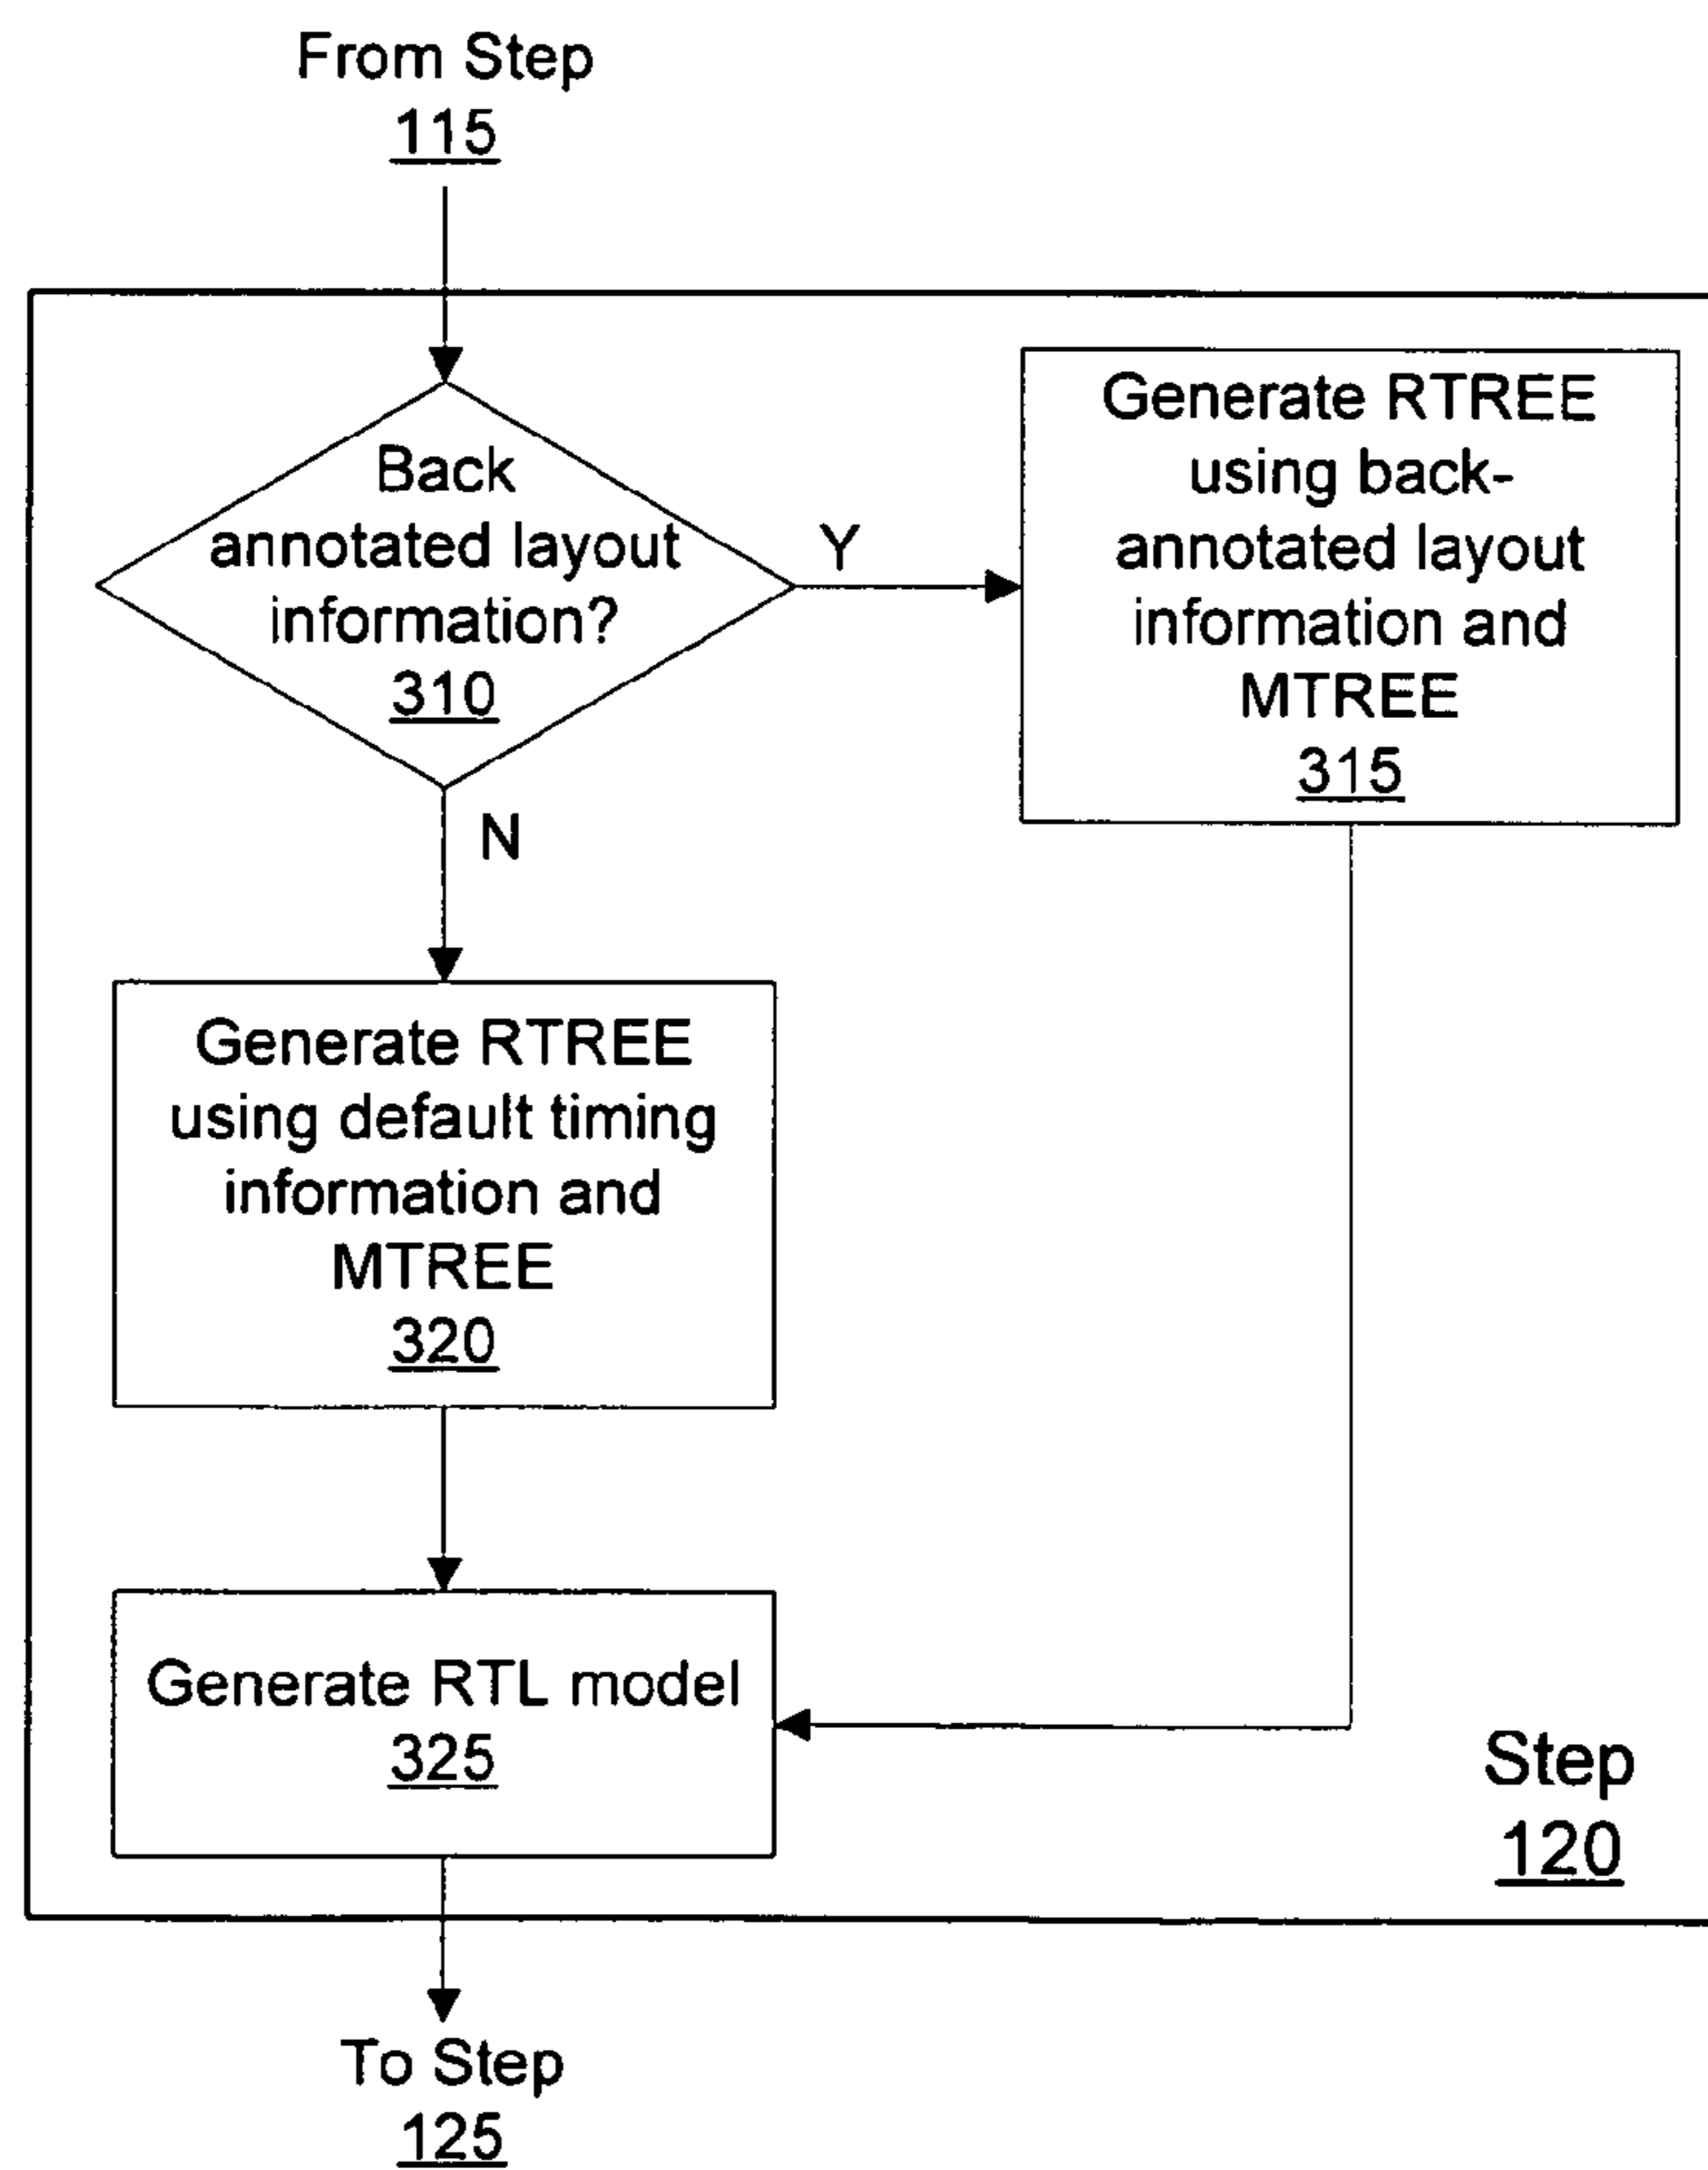 From Step
115
Back
annotated layout
information?
310
Y
Generate RTREE
using back-
annotated layout
information and
MTREE
315
N
Generate RTREE
using default timing
information and
MTREE
320
Generate RTL model
325
Step
120
To Step
125